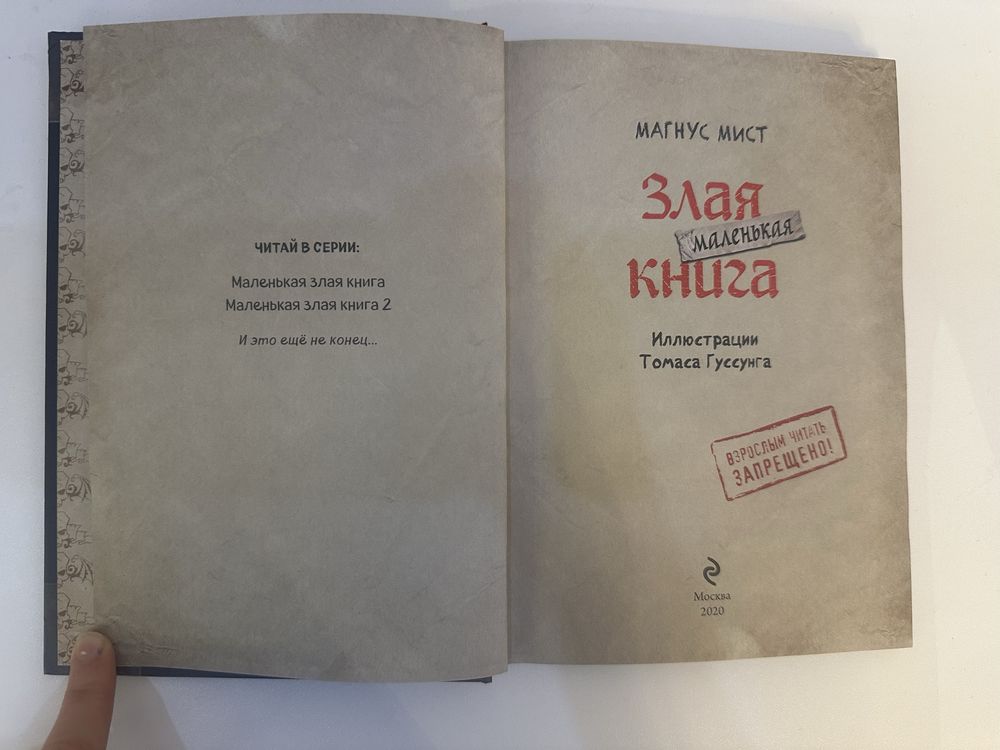 ЧИТАЙ В СЕРИИ:
Маленькая злая книга
Маленькая злая книга 2
И это ещё не конец...
МАГНУС МИСТ
Злая
маленькая
книга
Иллюстрации
Томаса Гуссунга
ВЗРОСЛЫМ ЧИТАТЬ
ЗАПРЕЩЕНО!
Москва
2020